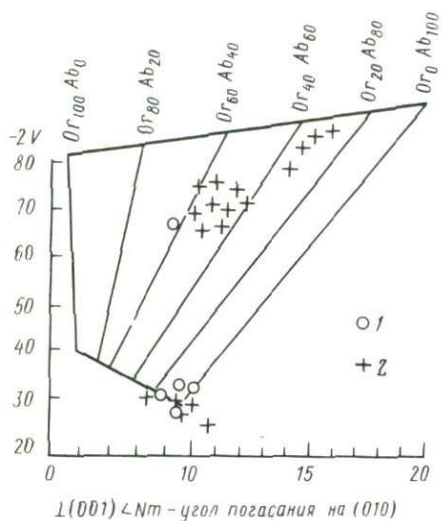 Or₁₀₀ Ab₀
Or₈₀ Ab₂₀
Or₆₀ Ab₄₀
Or₄₀ Ab₆₀
Or₂₀ Ab₈₀
Or₀ Ab₁₀₀
-2V
80
70
60
50
40
30
20
1
2
0
10
15
20
⊥(001) ∠Nm - угол погасания на (010)